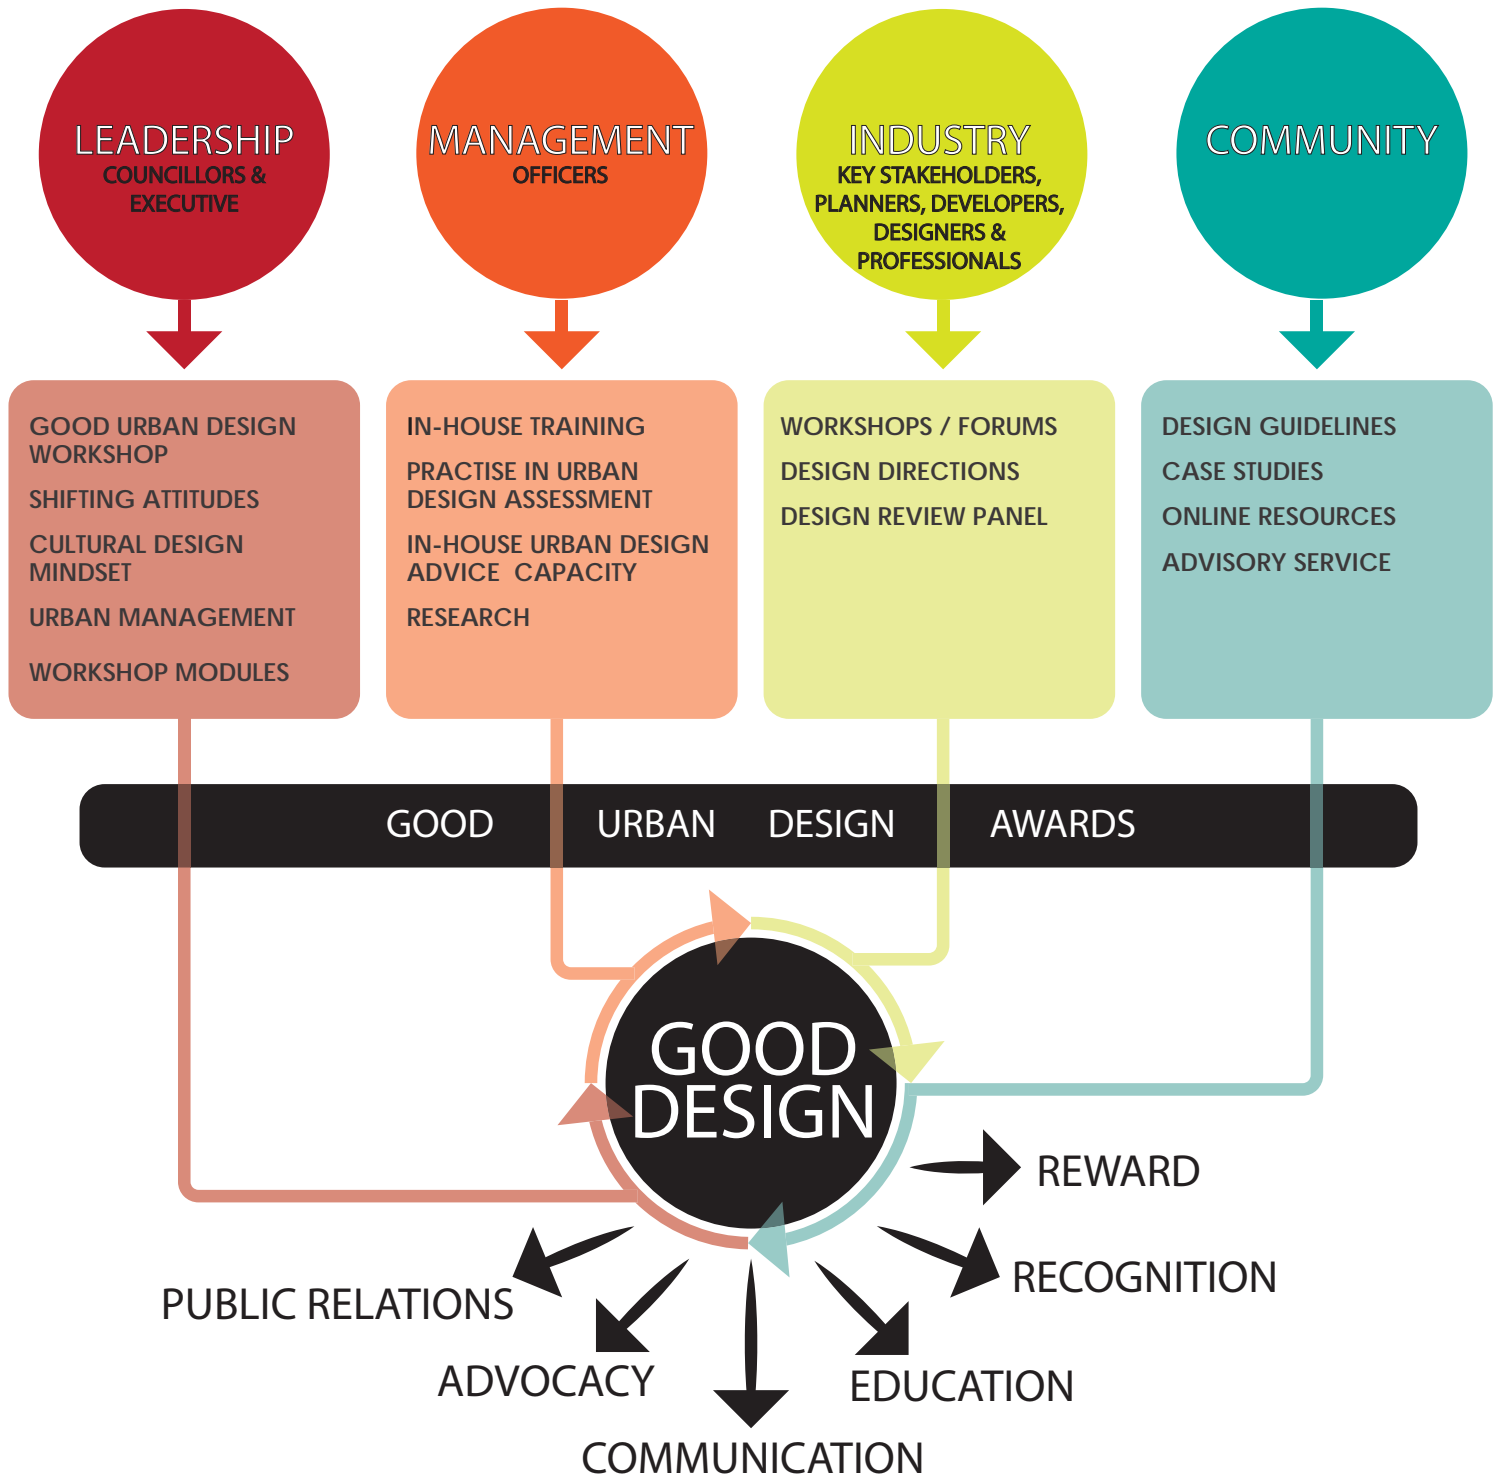 LEADERSHIP
COUNCILLORS &
EXECUTIVE
MANAGEMENT
OFFICERS
INDUSTRY
KEY STAKEHOLDERS,
PLANNERS, DEVELOPERS,
DESIGNERS &
PROFESSIONALS
COMMUNITY
GOOD URBAN DESIGN
WORKSHOP
SHIFTING ATTITUDES
CULTURAL DESIGN
MINDSET
URBAN MANAGEMENT
WORKSHOP MODULES
IN-HOUSE TRAINING
PRACTISE IN URBAN
DESIGN ASSESSMENT
IN-HOUSE URBAN DESIGN
ADVICE CAPACITY
RESEARCH
WORKSHOPS / FORUMS
DESIGN DIRECTIONS
DESIGN REVIEW PANEL
DESIGN GUIDELINES
CASE STUDIES
ONLINE RESOURCES
ADVISORY SERVICE
GOOD URBAN DESIGN AWARDS
GOOD
DESIGN
REWARD
RECOGNITION
PUBLIC RELATIONS
ADVOCACY
EDUCATION
COMMUNICATION